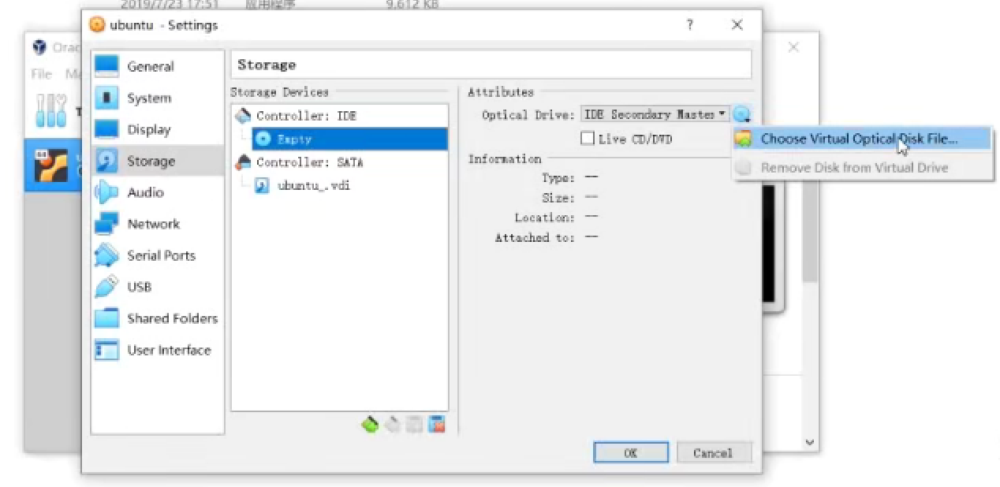 2019/7/23 17:51 應用程序 9,612 KB
ubuntu - Settings
?
Orac
File
General
System
Display
Storage
Audio
Network
Serial Ports
USB
Shared Folders
User Interface
Storage
Storage Devices
Controller: IDE
Empty
Controller: SATA
ubuntu_.vdi
Attributes
Optical Drive: IDE Secondary Master
Live CD/DVD
Information
Type: --
Size: --
Location: --
Attached to: --
Choose Virtual Optical Disk File...
Remove Disk from Virtual Drive
OK
Cancel